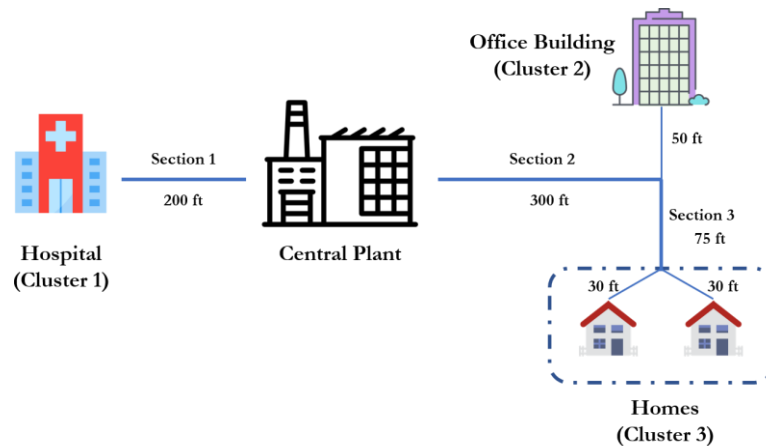 Office Building
(Cluster 2)
50 ft
Section 1
200 ft
Section 2
300 ft
Section 3
75 ft
Hospital
(Cluster 1)
Central Plant
30 ft
30 ft
Homes
(Cluster 3)